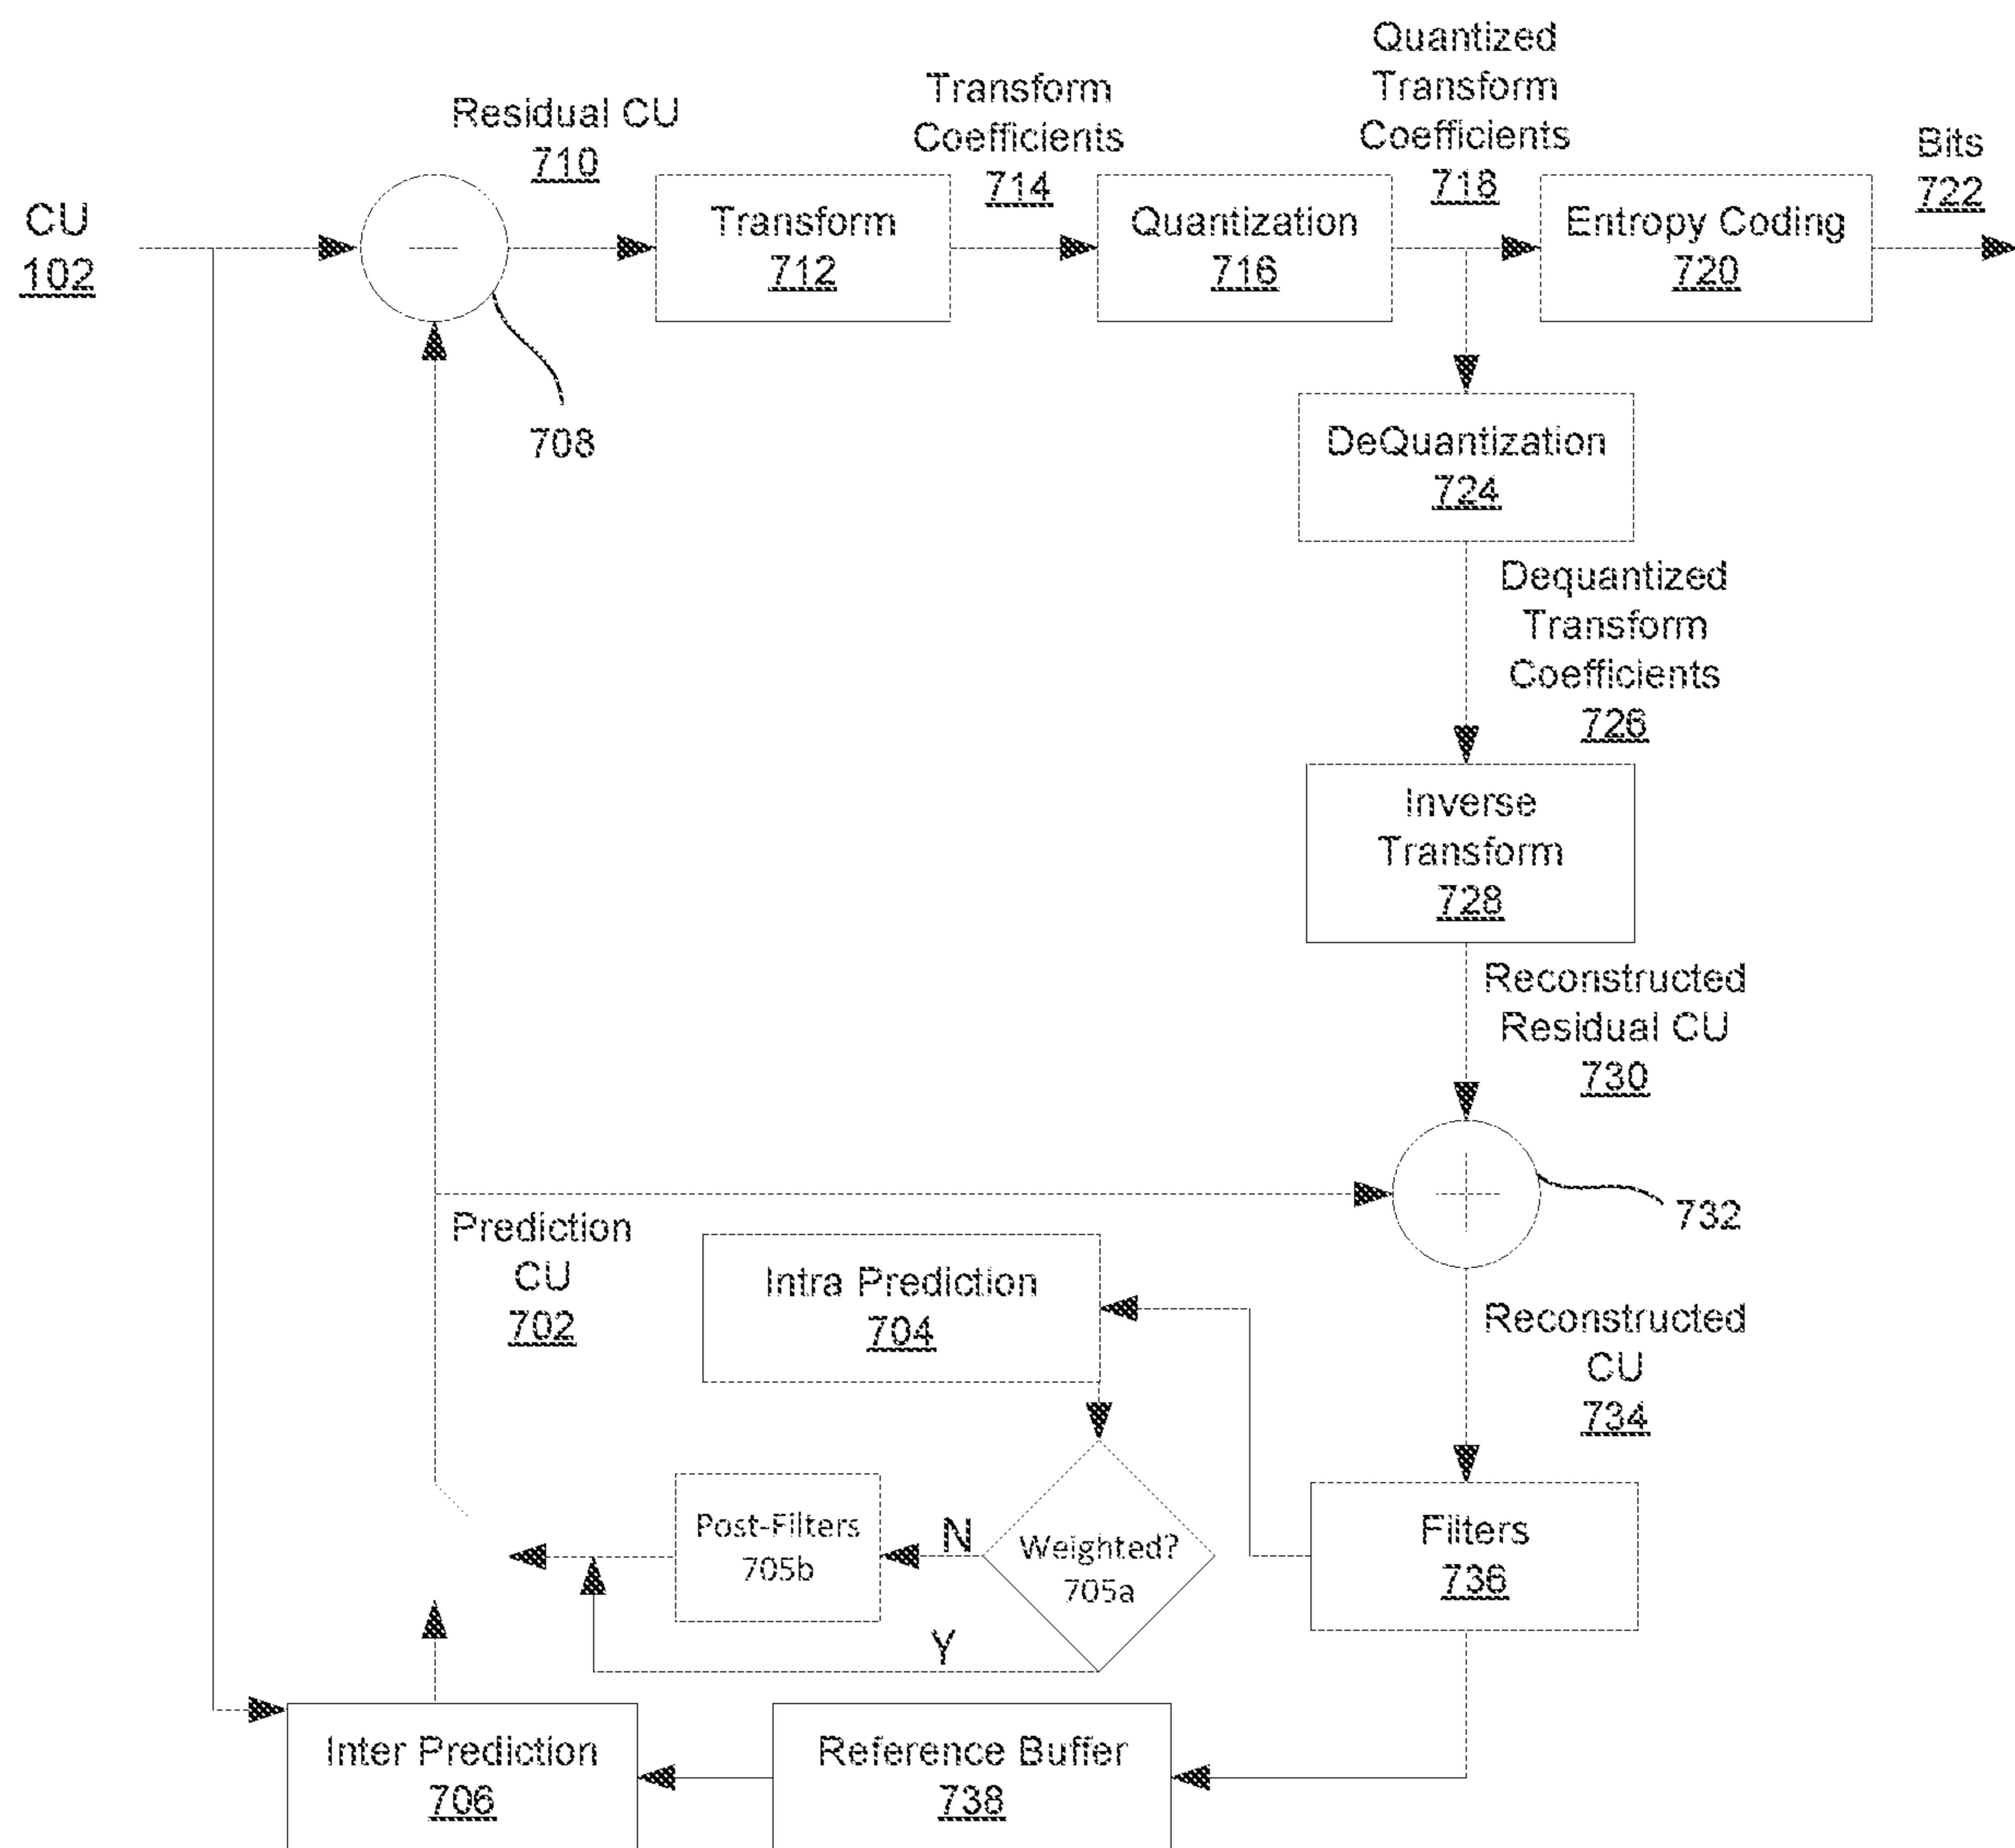 CU
102
Residual CU
710
Transform
712
Transform
Coefficients
714
Quantization
716
Quantized
Transform
Coefficients
718
Entropy Coding
720
Bits
722
708
DeQuantization
724
Dequantized
Transform
Coefficients
726
Inverse
Transform
728
Reconstructed
Residual CU
730
732
Prediction
CU
702
Intra Prediction
704
Reconstructed
CU
734
Post-Filters
705b
N
Weighted?
705a
Y
Filters
736
Inter Prediction
706
Reference Buffer
738